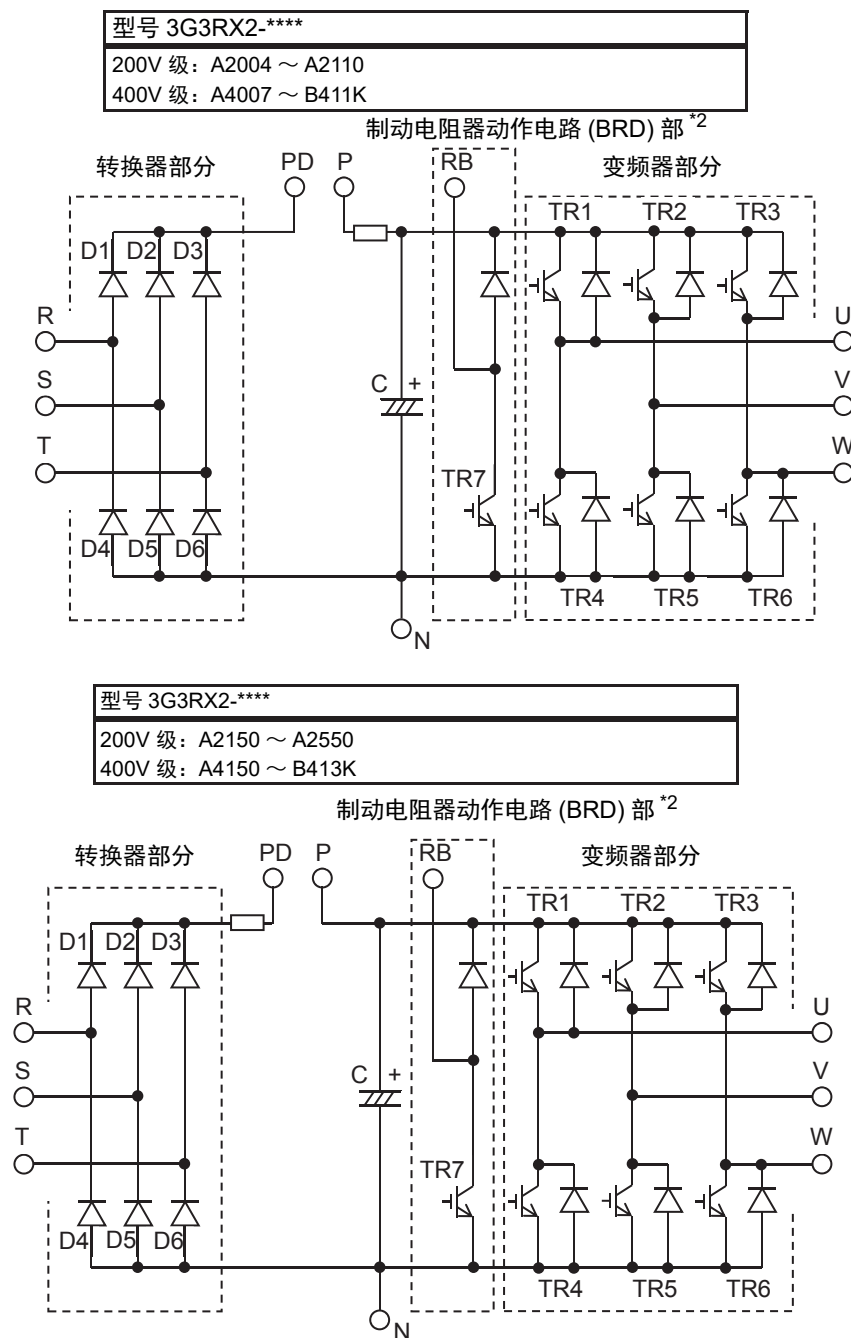 型号 3G3RX2-****
200V 级：A2004 ～ A2110
400V 级：A4007 ～ B411K
制动电阻器动作电路 (BRD) 部 *2
转换器部分
PD
P
RB
变频器部分
D1
D2
D3
TR1
TR2
TR3
R
U
S
C
+
V
T
W
TR7
D4
D5
D6
TR4
TR5
TR6
N
型号 3G3RX2-****
200V 级：A2150 ～ A2550
400V 级：A4150 ～ B413K
制动电阻器动作电路 (BRD) 部 *2
转换器部分
PD
P
RB
变频器部分
D1
D2
D3
TR1
TR2
TR3
R
U
S
C
+
V
T
W
TR7
D4
D5
D6
TR4
TR5
TR6
N